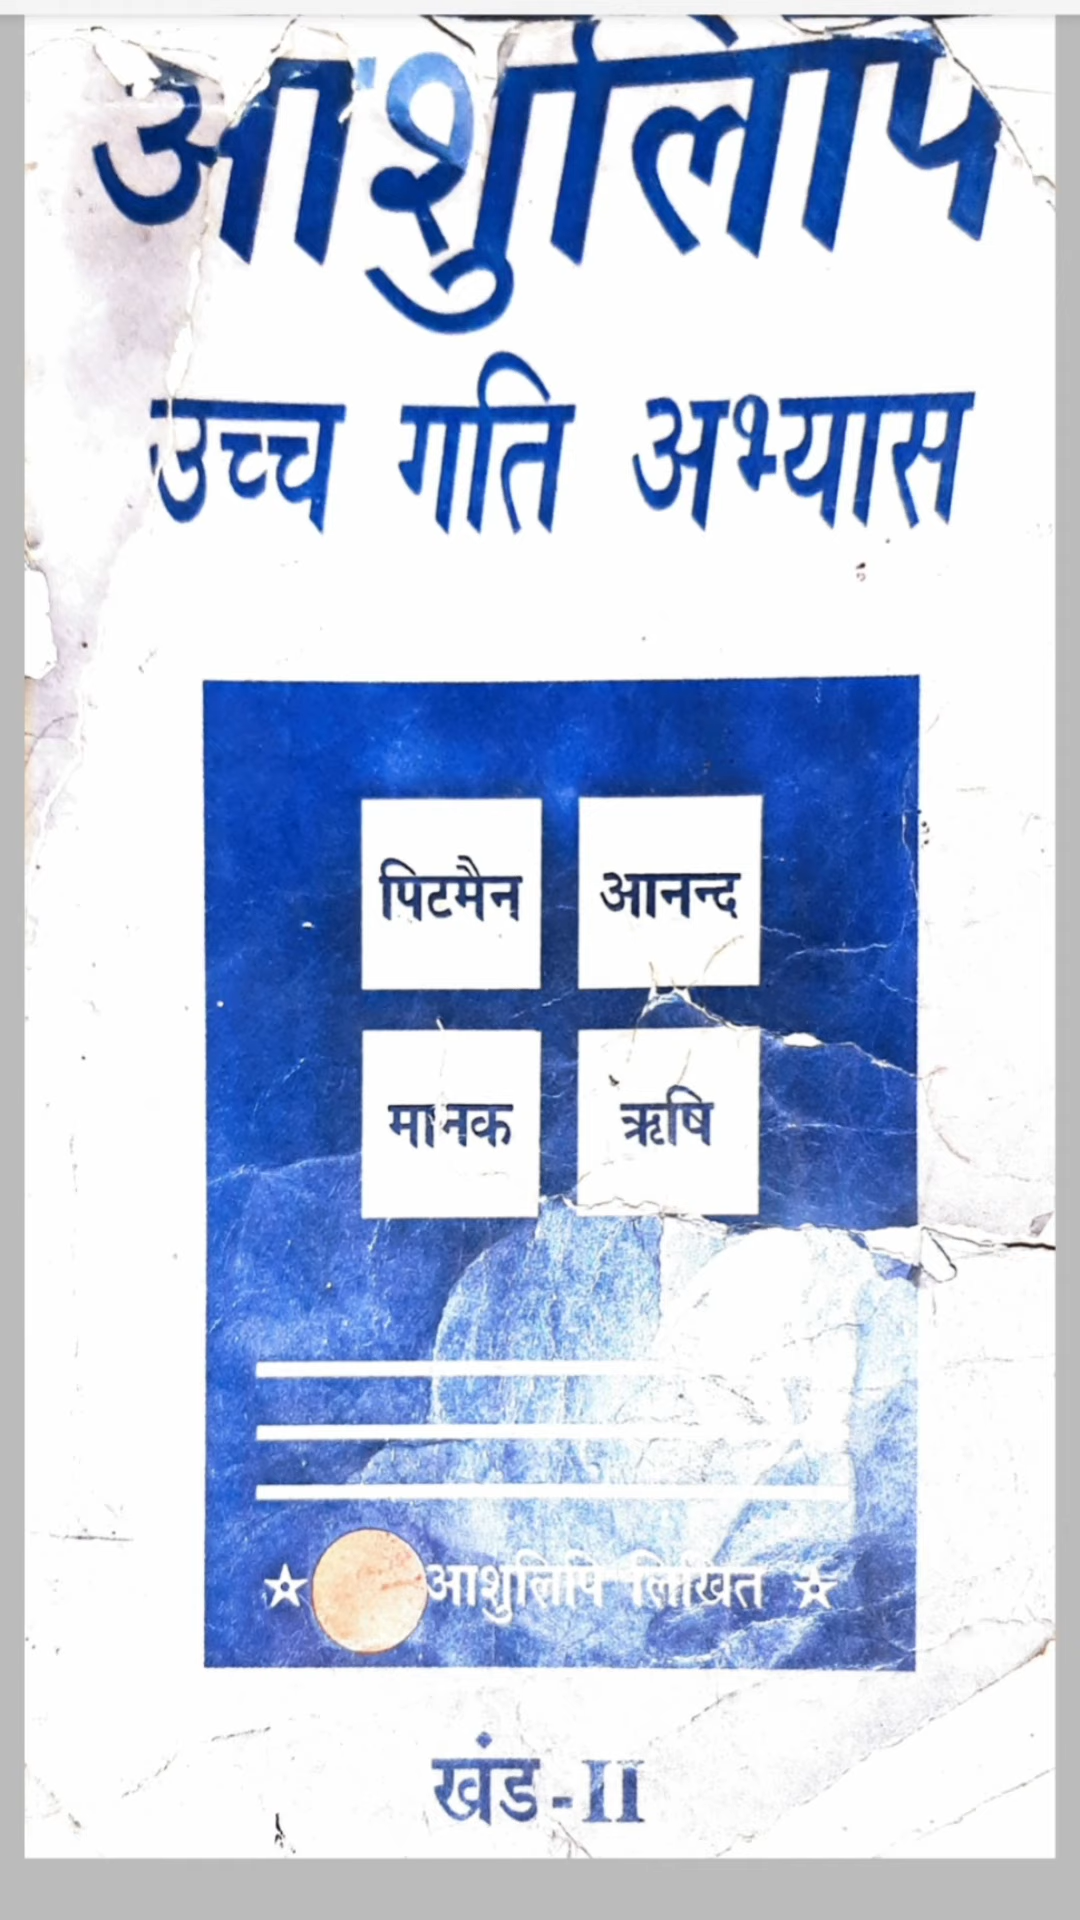 आशुलिपि
उच्च गति अभ्यास
पिटमैन आनन्द
मानक ऋषि
☆ आशुलिपि लिखित ☆
खंड-II